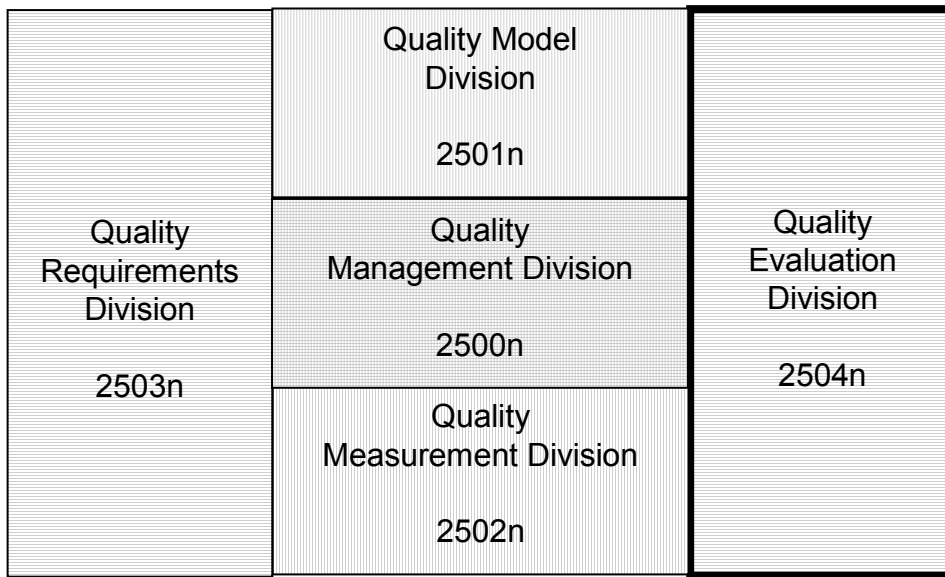 Quality
Requirements
Division
2503n
Quality Model
Division
2501n
Quality
Management Division
2500n
Quality
Measurement Division
2502n
Quality
Evaluation
Division
2504n